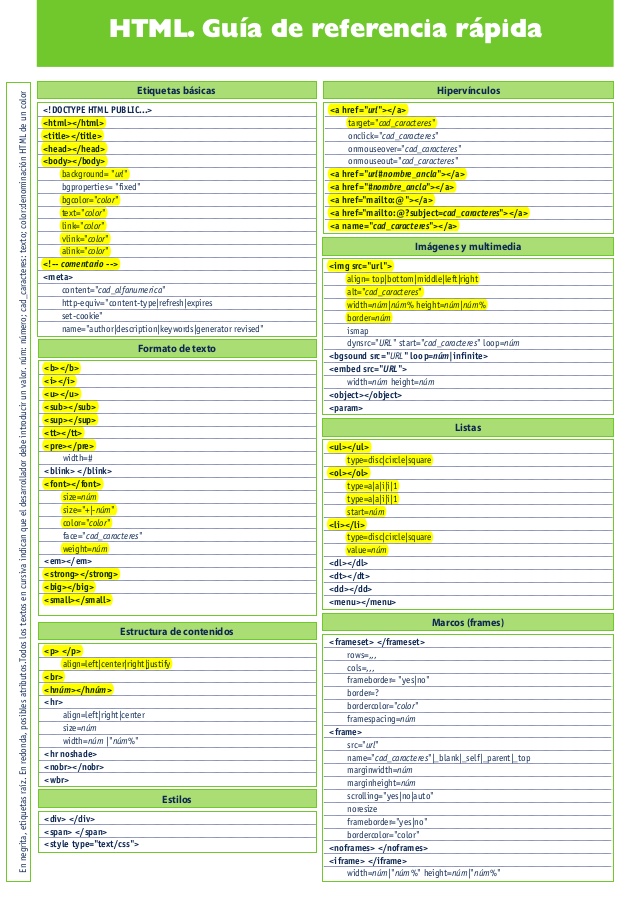 HTML. Guía de referencia rápida
En negrita, etiquetas raíz. En redonda, posibles atributos.Todos los textos en cursiva indican que el desarrollador debe introducir un valor. núm: número; cad_caracteres: texto; color:denominación HTML de un color
Etiquetas básicas
<!DOCTYPE HTML PUBLIC...>
<html></html>
<title></title>
<head></head>
<body></body>
background= "url"
bgproperties= "fixed"
bgcolor="color"
text="color"
link="color"
vlink="color"
alink="color"
<!-- comentario -->
<meta>
content="cad_alfanumerica"
http-equiv="content-type|refresh|expires
set-cookie"
name="author|description|keywords|generator revised"
Formato de texto
<b></b>
<i></i>
<u></u>
<sub></sub>
<sup></sup>
<tt></tt>
<pre></pre>
width=#
<blink> </blink>
<font></font>
size=núm
size="+|-núm"
color="color"
face="cad_caracteres"
weight=núm
<em></em>
<strong></strong>
<big></big>
<small></small>
Estructura de contenidos
<p> </p>
align=left|center|right|justify
<br>
<hnúm></hnúm>
<hr>
align=left|right|center
size=núm
width=núm |"núm%"
<hr noshade>
<nobr></nobr>
<wbr>
Estilos
<div> </div>
<span> </span>
<style type="text/css">
Hipervínculos
<a href="url"></a>
target="cad_caracteres"
onclick="cad_caracteres"
onmouseover="cad_caracteres"
onmouseout="cad_caracteres"
<a href="url#nombre_ancla"></a>
<a href="#nombre_ancla"></a>
<a href="mailto:@"></a>
<a href="mailto:@?subject=cad_caracteres"></a>
<a name="cad_caracteres"></a>
Imágenes y multimedia
<img src="url">
align= top|bottom|middle|left|right
alt="cad_caracteres"
width=núm|núm% height=núm|núm%
border=núm
ismap
dynsrc="URL" start="cad_caracteres" loop=núm
<bgsound src="URL" loop=núm|infinite>
<embed src="URL">
width=núm height=núm
<object></object>
<param>
Listas
<ul></ul>
type=disc|circle|square
<ol></ol>
type=a|a|i|i|1
type=a|a|i|i|1
start=núm
<li></li>
type=disc|circle|square
value=núm
<dl></dl>
<dt></dt>
<dd></dd>
<menu></menu>
Marcos (frames)
<frameset> </frameset>
rows=,,,
cols=,,,
frameborder= "yes|no"
border=?
bordercolor="color"
framespacing=núm
<frame>
src="url"
name="cad_caracteres"|_blank|_self|_parent|_top
marginwidth=núm
marginheight=núm
scrolling="yes|no|auto"
noresize
frameborder="yes|no"
bordercolor="color"
<noframes> </noframes>
<iframe> </iframe>
width=núm|"núm%" height=núm|"núm%"